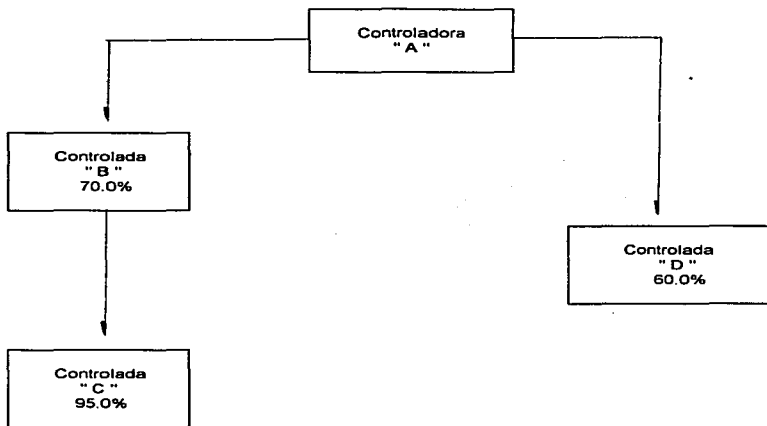 Controladora
" A "
Controlada
" B "
70.0%
Controlada
" D "
60.0%
Controlada
" C "
95.0%